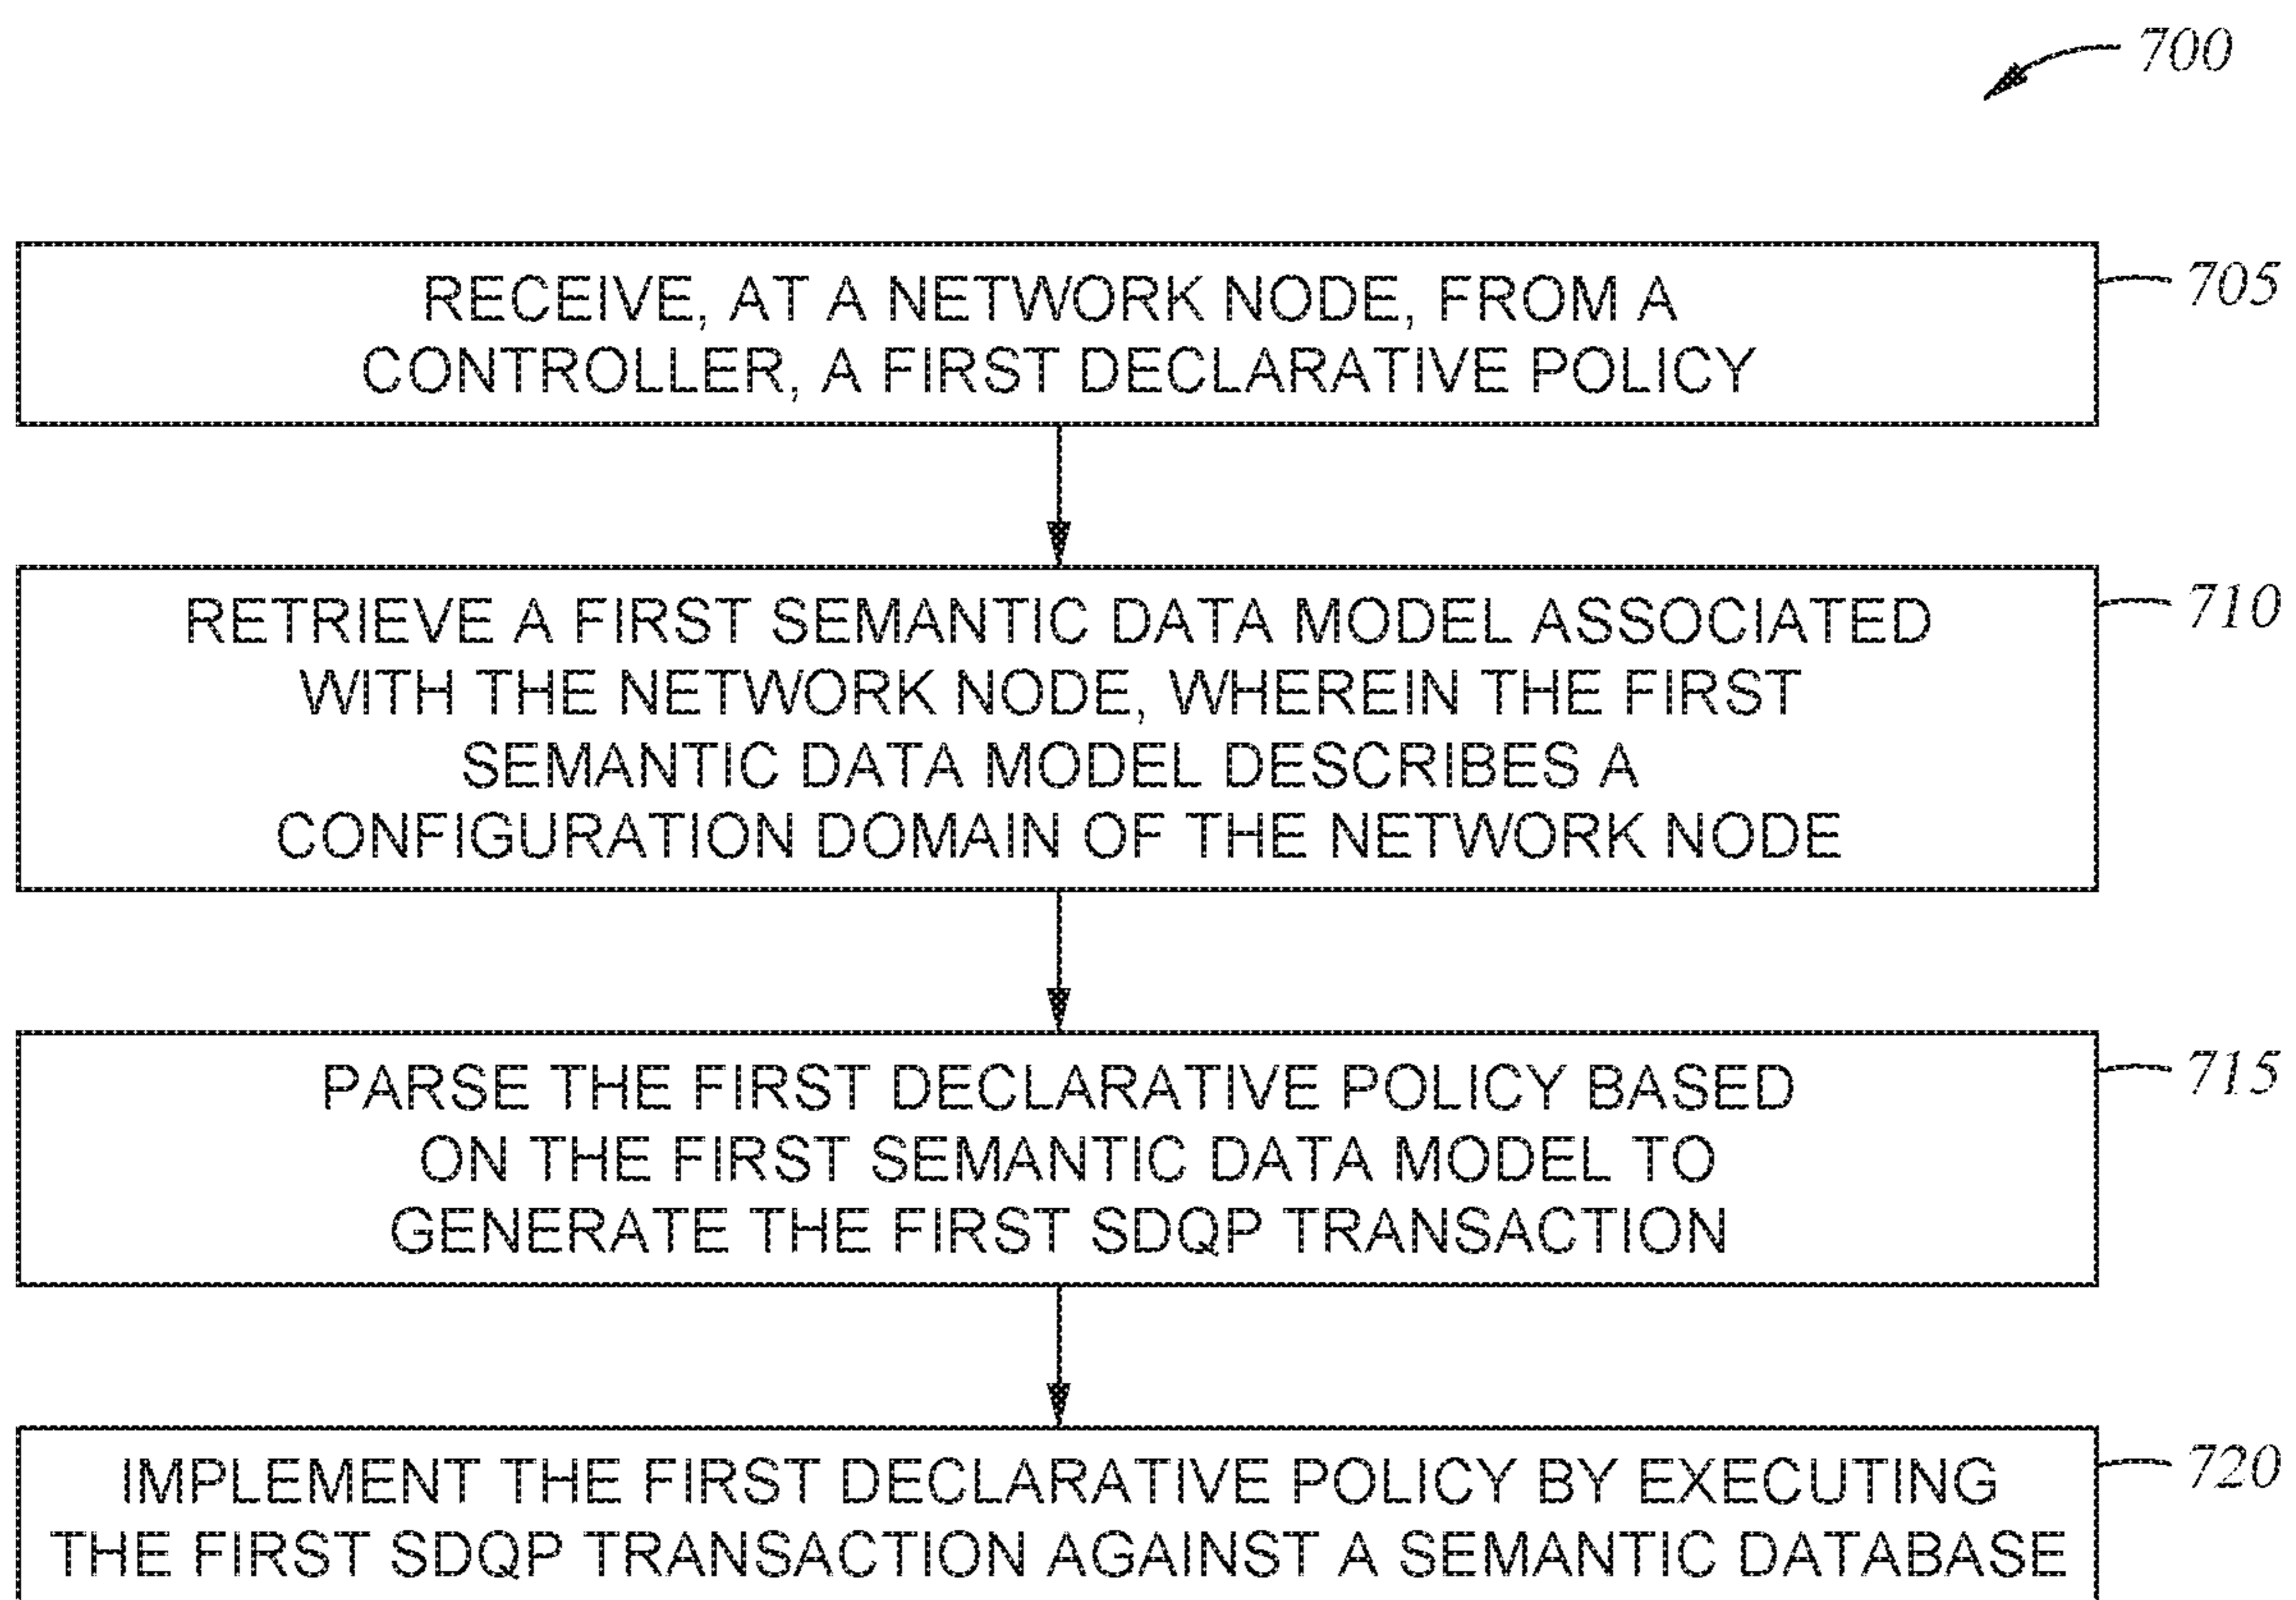 700
RECEIVE, AT A NETWORK NODE, FROM A
CONTROLLER, A FIRST DECLARATIVE POLICY
705
RETRIEVE A FIRST SEMANTIC DATA MODEL ASSOCIATED
WITH THE NETWORK NODE, WHEREIN THE FIRST
SEMANTIC DATA MODEL DESCRIBES A
CONFIGURATION DOMAIN OF THE NETWORK NODE
710
PARSE THE FIRST DECLARATIVE POLICY BASED
ON THE FIRST SEMANTIC DATA MODEL TO
GENERATE THE FIRST SDQP TRANSACTION
715
IMPLEMENT THE FIRST DECLARATIVE POLICY BY EXECUTING
THE FIRST SDQP TRANSACTION AGAINST A SEMANTIC DATABASE
720